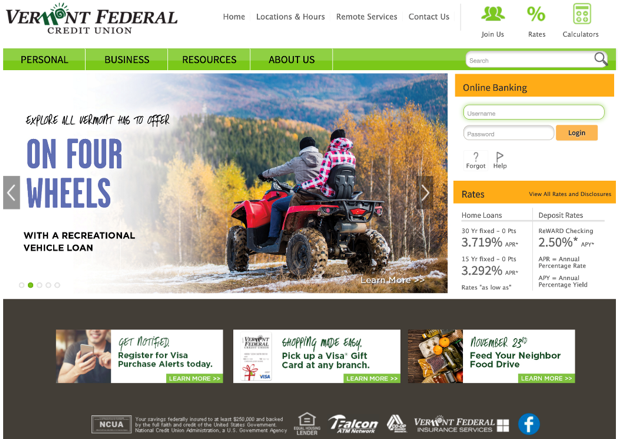 VERMONT FEDERAL
CREDIT UNION
Home Locations & Hours Remote Services Contact Us
Join Us Rates Calculators
PERSONAL BUSINESS RESOURCES ABOUT US
Search
EXPLORE ALL VERMONT HAS TO OFFER
ON FOUR
WHEELS
WITH A RECREATIONAL
VEHICLE LOAN
Learn More >>
Online Banking
Username
Password
Login
Forgot Help
Rates
View All Rates and Disclosures
Home Loans
30 Yr fixed - 0 Pts
3.719% APR*
15 Yr fixed - 0 Pts
3.292% APR*
Rates "as low as"
Deposit Rates
ReWARD Checking
2.50%* APY*
APR = Annual
Percentage Rate
APY = Annual
Percentage Yield
GET NOTIFIED.
Register for Visa
Purchase Alerts today.
LEARN MORE >>
VERMONT
FEDERAL
VISA
SHOPPING MADE EASY.
Pick up a Visa® Gift
Card at any branch.
LEARN MORE >>
NOVEMBER 23RD
Feed Your Neighbor
Food Drive
LEARN MORE >>
NCUA
Your savings federally insured to at least $250,000 and backed
by the full faith and credit of the United States Government.
National Credit Union Administration, a U.S. Government Agency
EQUAL HOUSING
LENDER
Falcon
ATM Network
VERMONT FEDERAL
INSURANCE SERVICES